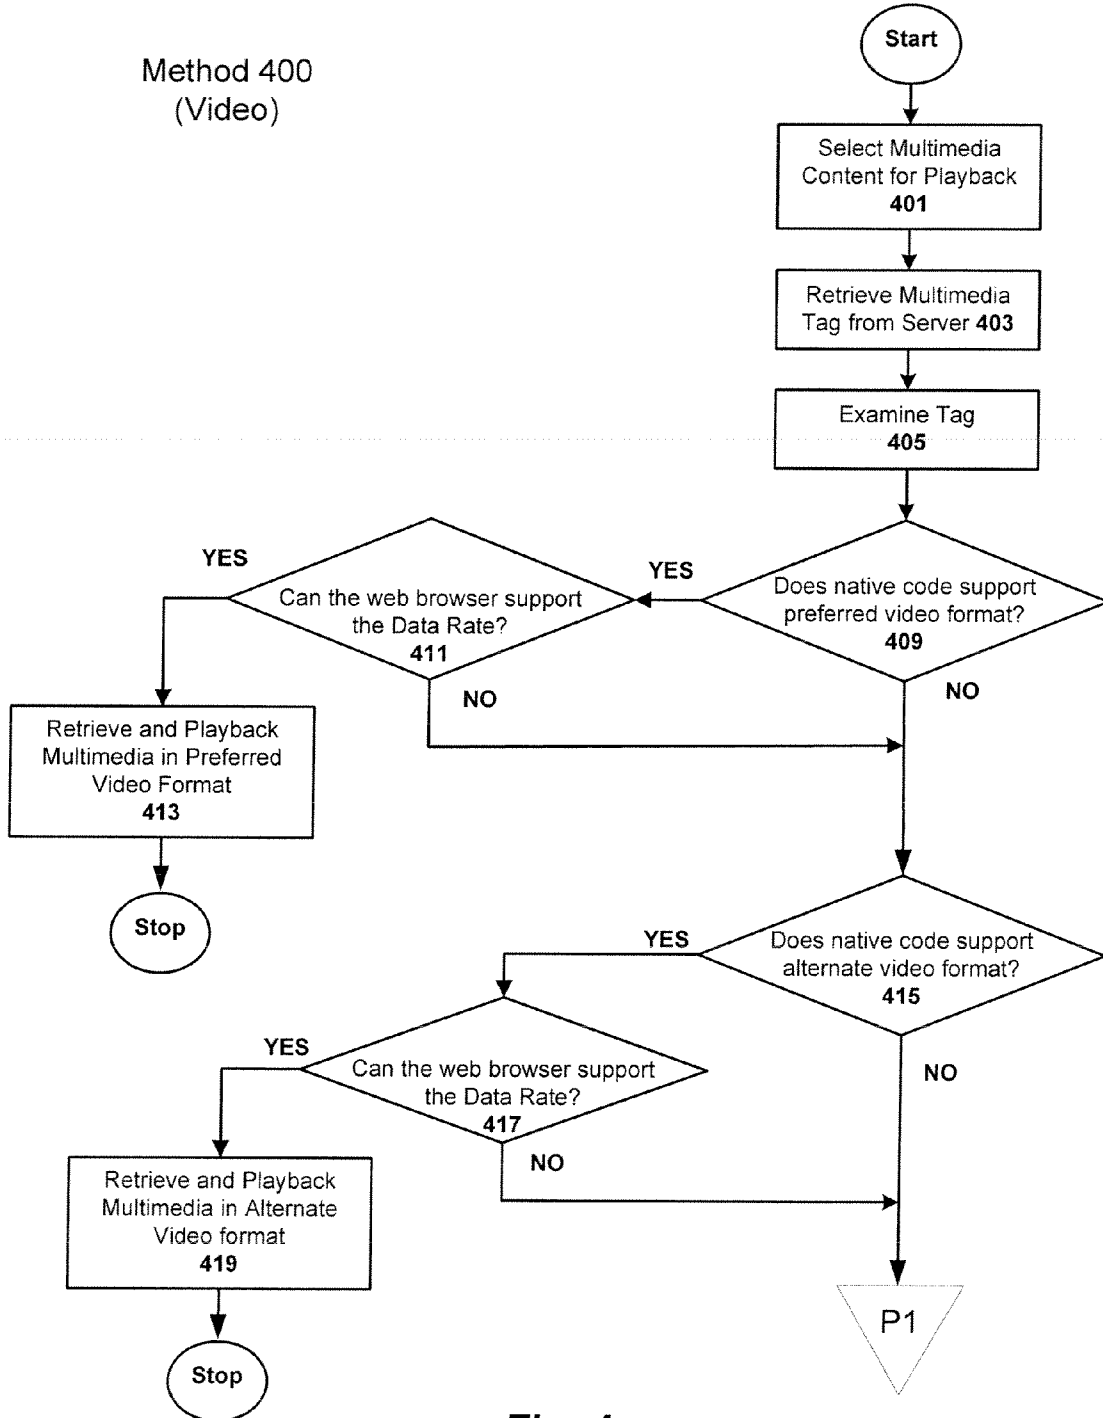 Method 400
(Video)
Start
Select Multimedia
Content for Playback
401
Retrieve Multimedia
Tag from Server 403
Examine Tag
405
Does native code support
preferred video format?
409
YES
NO
Can the web browser support
the Data Rate?
411
YES
NO
Retrieve and Playback
Multimedia in Preferred
Video Format
413
Stop
Does native code support
alternate video format?
415
YES
NO
Can the web browser support
the Data Rate?
417
YES
NO
Retrieve and Playback
Multimedia in Alternate
Video format
419
Stop
P1